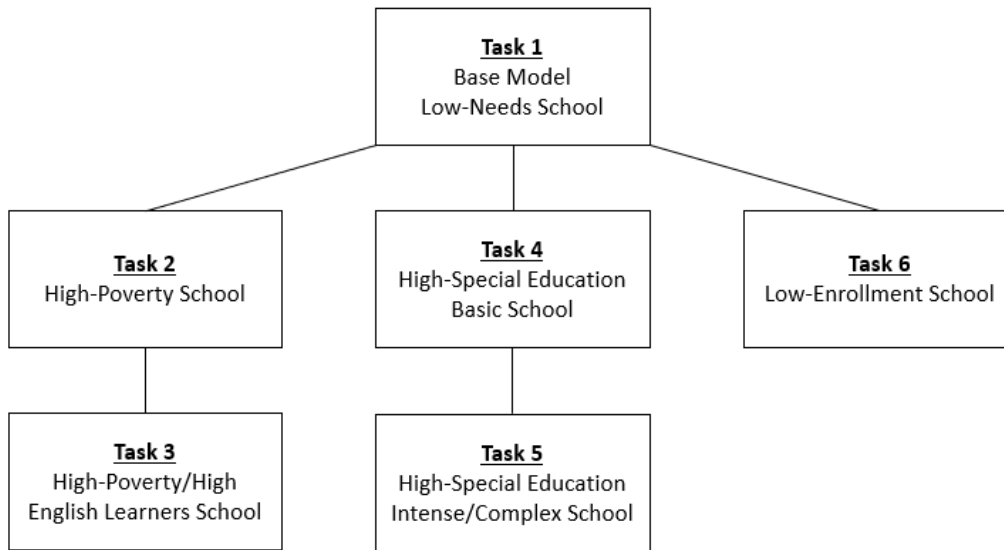 Task 1
Base Model
Low-Needs School
Task 2
High-Poverty School
Task 4
High-Special Education
Basic School
Task 6
Low-Enrollment School
Task 3
High-Poverty/High
English Learners School
Task 5
High-Special Education
Intense/Complex School